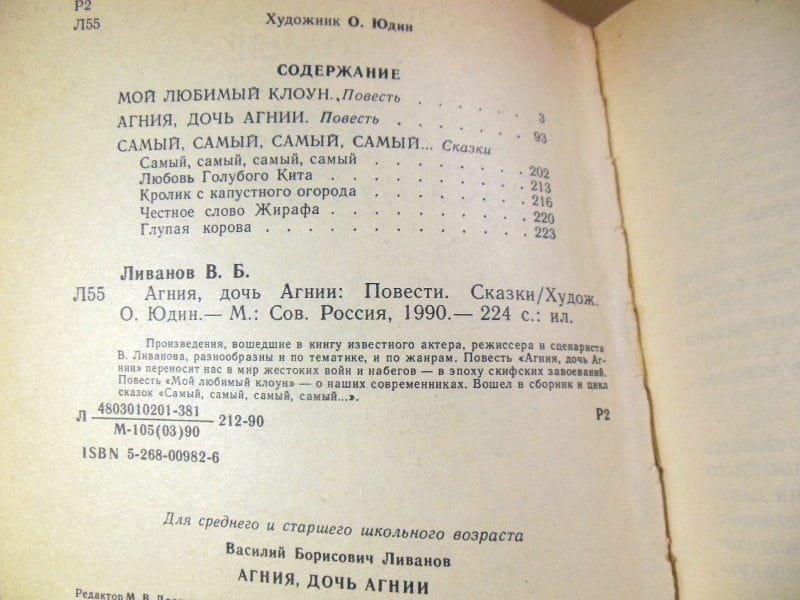 Р2
Л55
Художник О. Юдин
СОДЕРЖАНИЕ
МОЙ ЛЮБИМЫЙ КЛОУН. Повесть . . . . . . 3
АГНИЯ, ДОЧЬ АГНИИ. Повесть . . . . . . 93
САМЫЙ, САМЫЙ, САМЫЙ, САМЫЙ... Сказки
Самый, самый, самый, самый . . . . . . 202
Любовь Голубого Кита . . . . . . . . 213
Кролик с капустного огорода . . . . . . 216
Честное слово Жирафа . . . . . . . . 220
Глупая корова . . . . . . . . . . 223
Ливанов В. Б.
Л55 Агния, дочь Агнии: Повести. Сказки/Худож.
О. Юдин.— М.: Сов. Россия, 1990.— 224 с.: ил.
Произведения, вошедшие в книгу известного актера, режиссера и сценариста
В. Ливанова, разнообразны и по тематике, и по жанрам. Повесть «Агния, дочь Аг-
нии» переносит нас в мир жестоких войн и набегов — в эпоху скифских завоеваний.
Повесть «Мой любимый клоун» — о наших современниках. Вошел в сборник и цикл
сказок «Самый, самый, самый, самый...».
Л 4803010201-381
М-105(03)90 212-90 Р2
ISBN 5-268-00982-6
Для среднего и старшего школьного возраста
Василий Борисович Ливанов
АГНИЯ, ДОЧЬ АГНИИ
Редактор М. В.